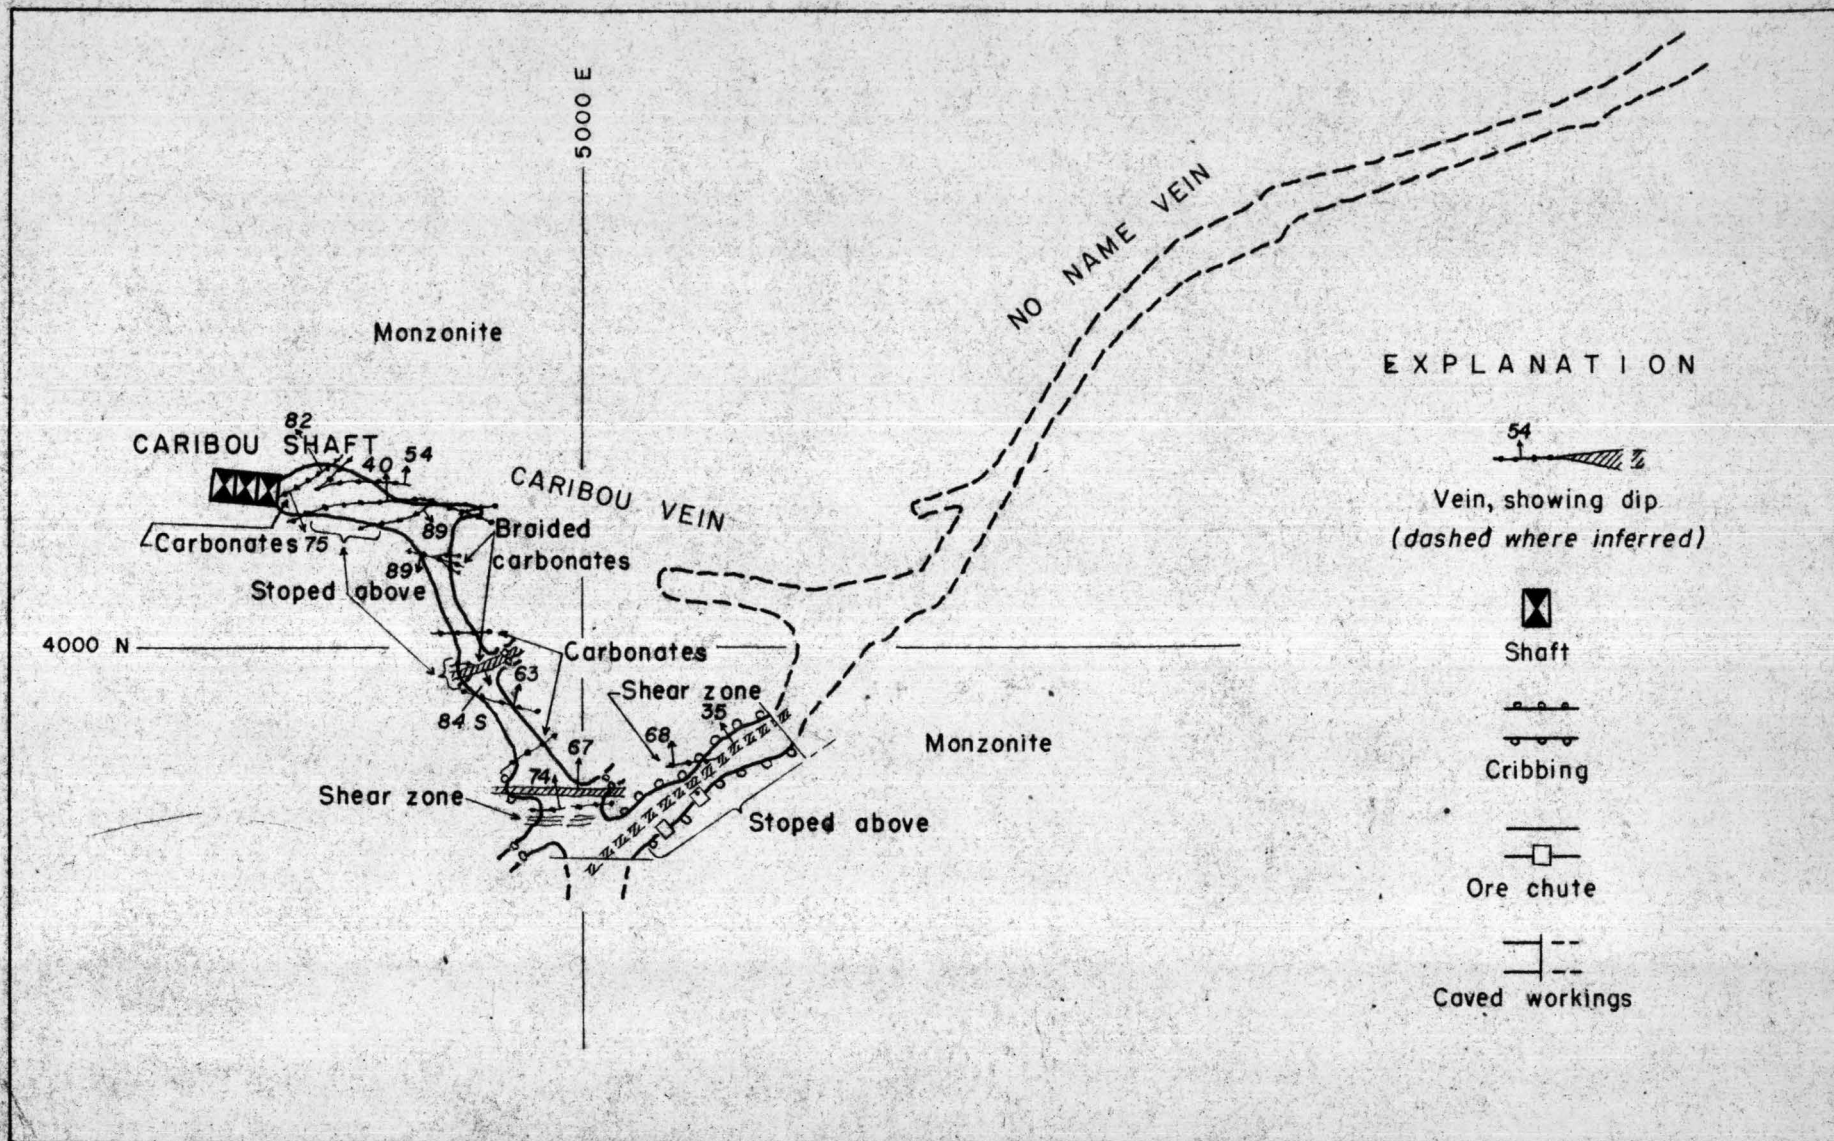 5000 E
NO NAME VEIN
Monzonite
EXPLANATION
82
CARIBOU SHAFT
40
54
54
CARIBOU VEIN
Vein, showing dip
(dashed where inferred)
89
Braided
carbonates
Carbonates
75
89
Stoped above
4000 N
Carbonates
Shaft
63
Shear zone
84 S
35
68
67
Monzonite
74
Cribbing
Shear zone
Stoped above
Ore chute
Caved workings